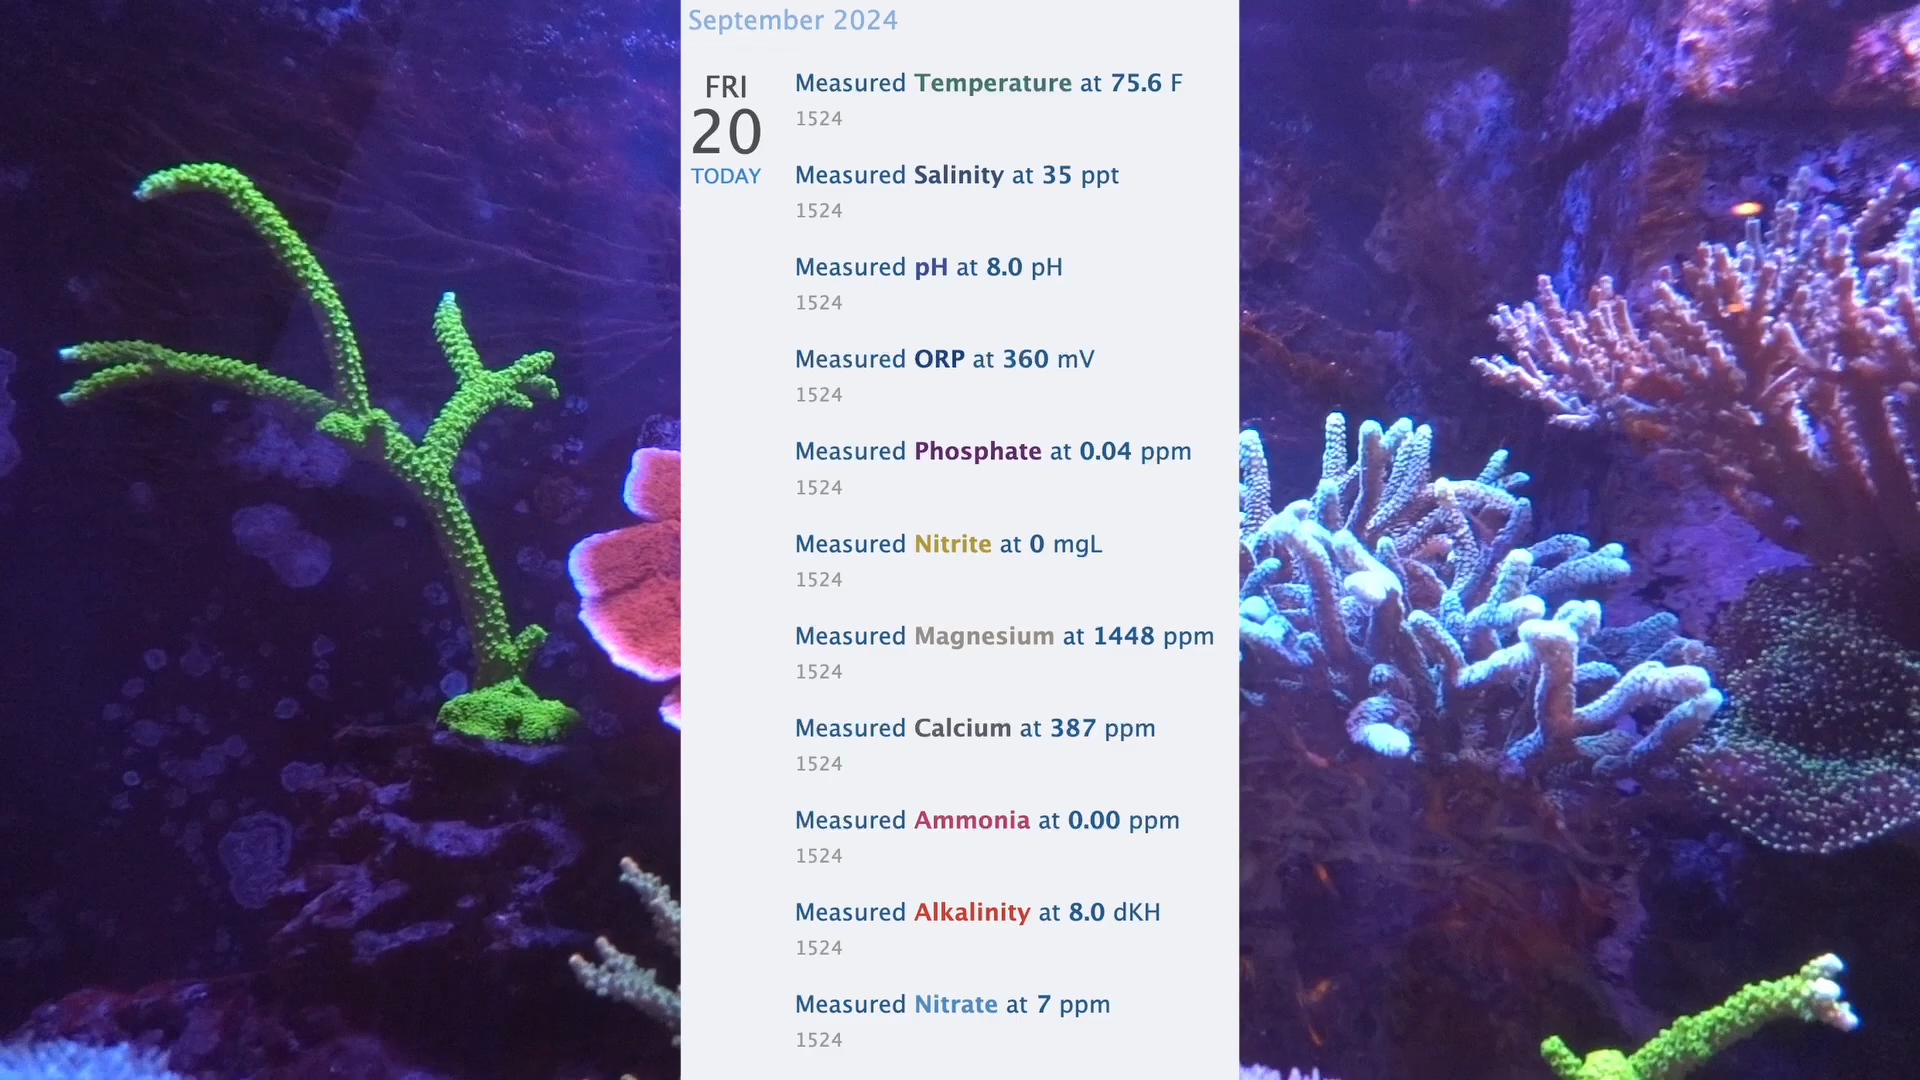 September 2024
FRI
20
TODAY
Measured Temperature at 75.6 F
1524
Measured Salinity at 35 ppt
1524
Measured pH at 8.0 pH
1524
Measured ORP at 360 mV
1524
Measured Phosphate at 0.04 ppm
1524
Measured Nitrite at 0 mgL
1524
Measured Magnesium at 1448 ppm
1524
Measured Calcium at 387 ppm
1524
Measured Ammonia at 0.00 ppm
1524
Measured Alkalinity at 8.0 dKH
1524
Measured Nitrate at 7 ppm
1524